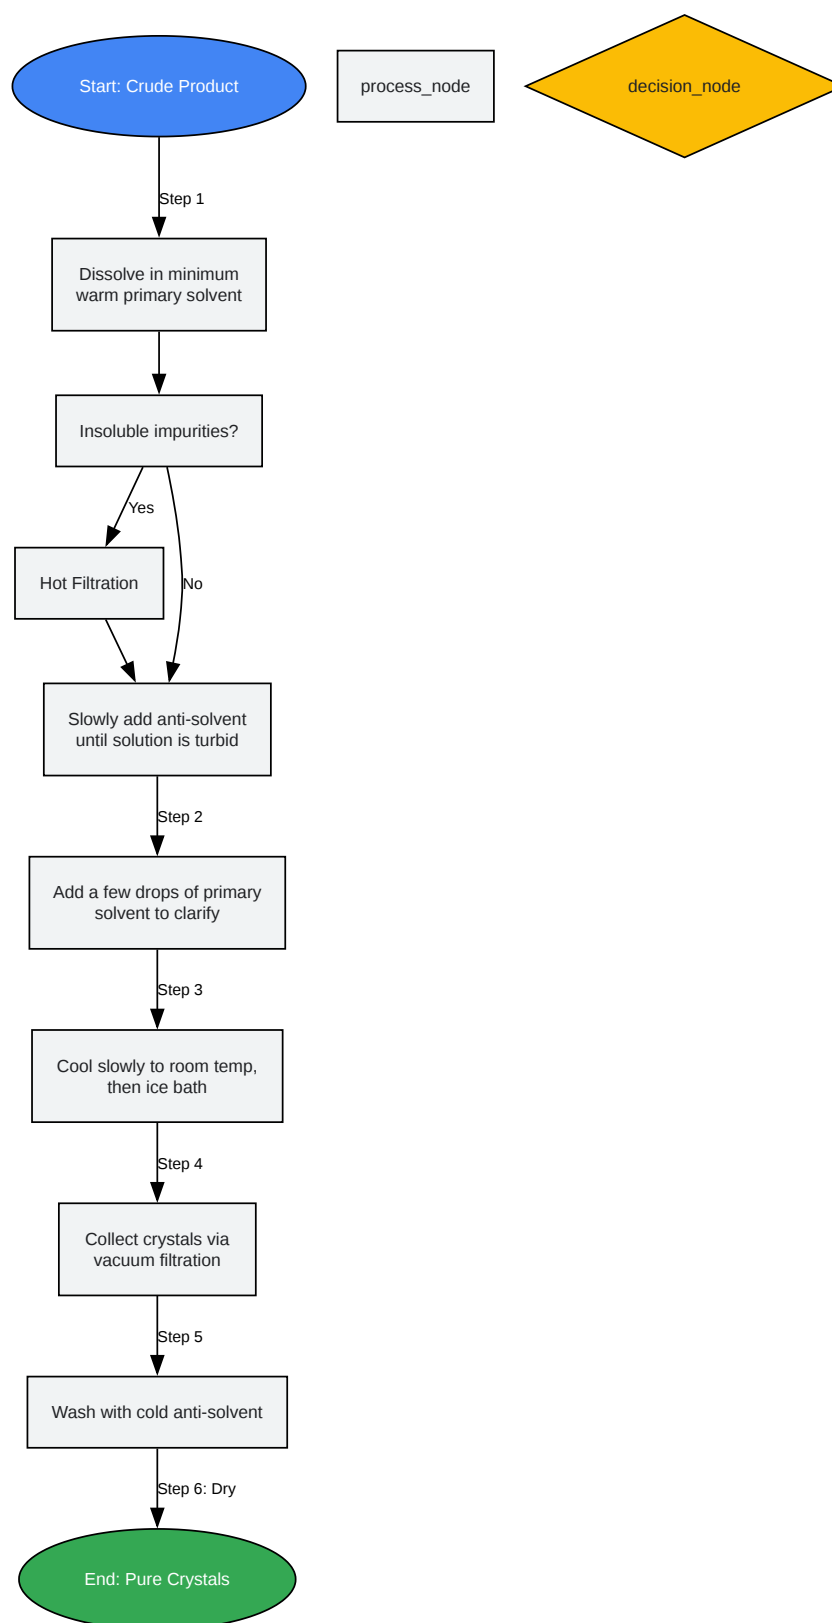 Start: Crude Product
process_node
decision_node
Step 1
Dissolve in minimum
warm primary solvent
Insoluble impurities?
Yes
Hot Filtration
No
Slowly add anti-solvent
until solution is turbid
Step 2
Add a few drops of primary
solvent to clarify
Step 3
Cool slowly to room temp,
then ice bath
Step 4
Collect crystals via
vacuum filtration
Step 5
Wash with cold anti-solvent
Step 6: Dry
End: Pure Crystals